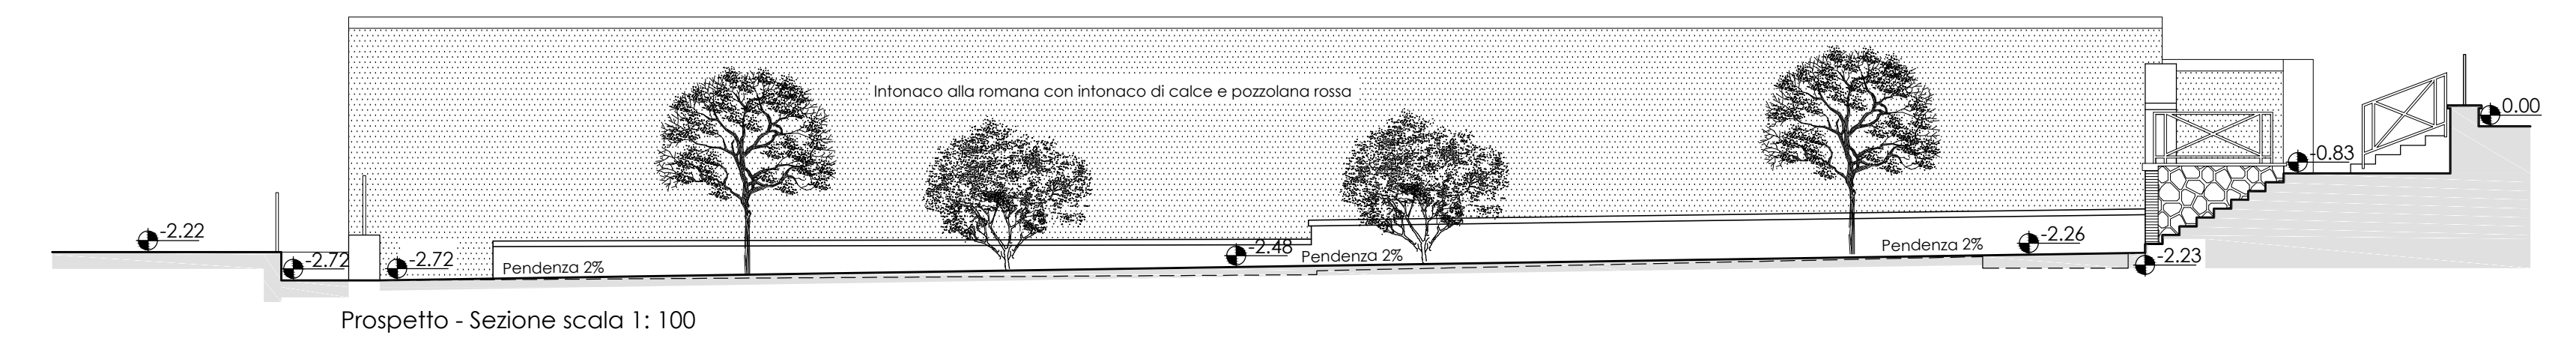 Intonaco alla romana con intonaco di calce e pozzolana rossa
0.00
-0.83
-2.22
-2.72
-2.72
-2.48
-2.26
-2.23
Pendenza 2%
Pendenza 2%
Pendenza 2%
Prospetto - Sezione scala 1: 100